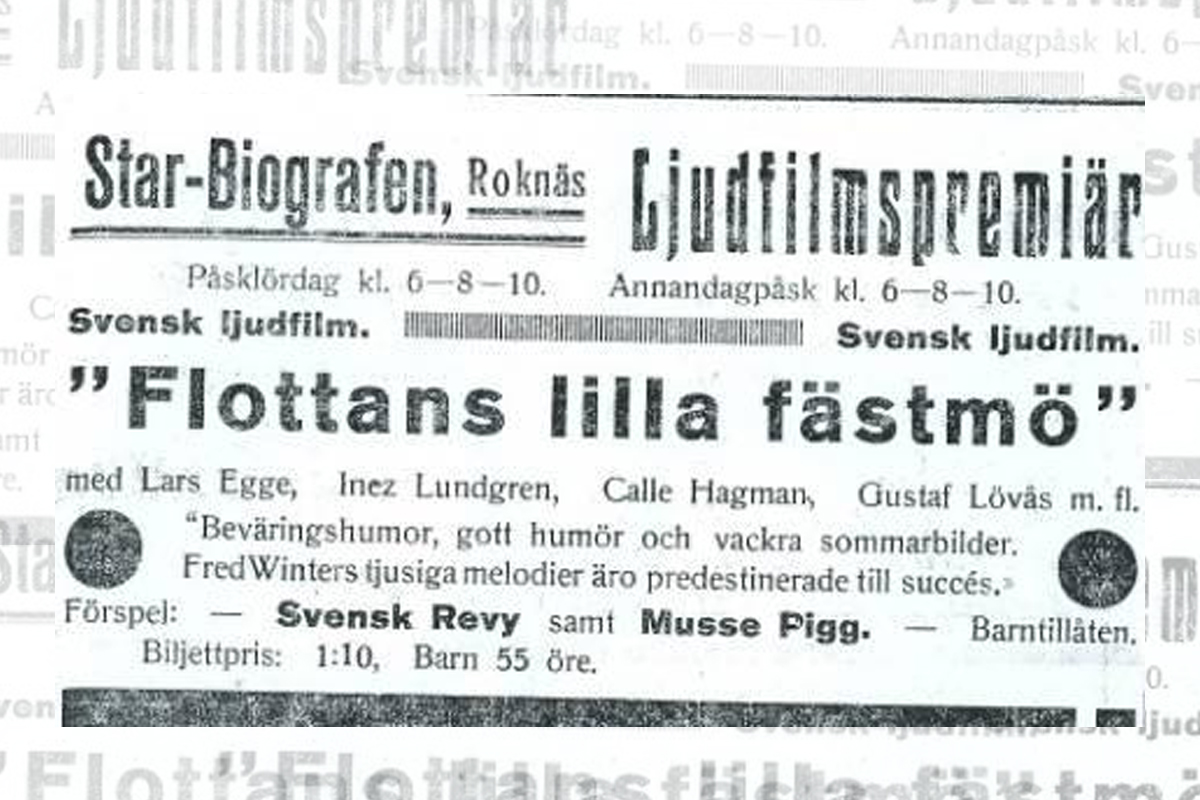 Star-Biografen, Roknäs Ljudfilmspremiär
Påsklördag kl. 6—8—10. Annandagpåsk kl. 6—8—10.
Svensk ljudfilm. Svensk ljudfilm.
”Flottans lilla fästmö”
med Lars Egge, Inez Lundgren, Calle Hagman, Gustaf Lövås m. fl.
“Beväringshumor, gott humör och vackra sommarbilder.
Fred Winters tjusiga melodier äro predestinerade till succés.»
Förspel: — Svensk Revy samt Musse Pigg. — Barntillåten.
Biljettpris: 1:10, Barn 55 öre.